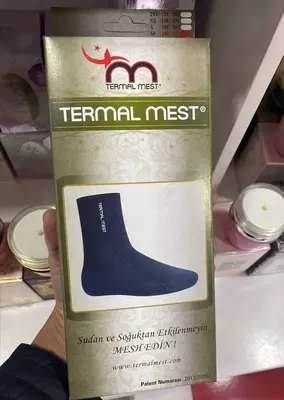 TERMAL MEST
TERMAL MEST®
TERMAL
MEST
Sudan ve Soğuktan Etkilenmeyin
MESH EDİN!
www.termalmest.com
Patent Numarası: